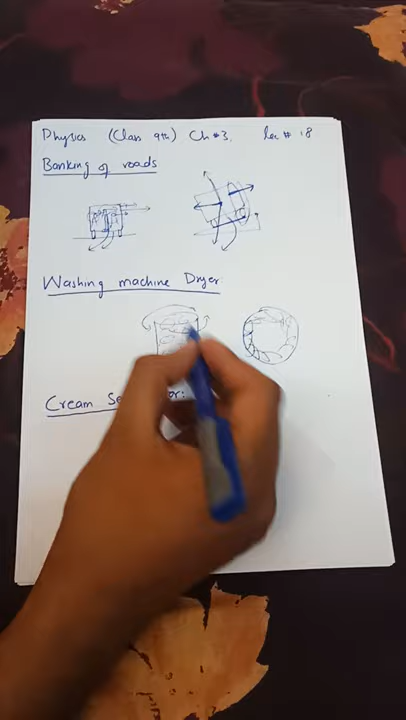 Physics (Class 9th) Ch #3. Lec # 18
Banking of roads
Washing machine Dryer
Cream Se